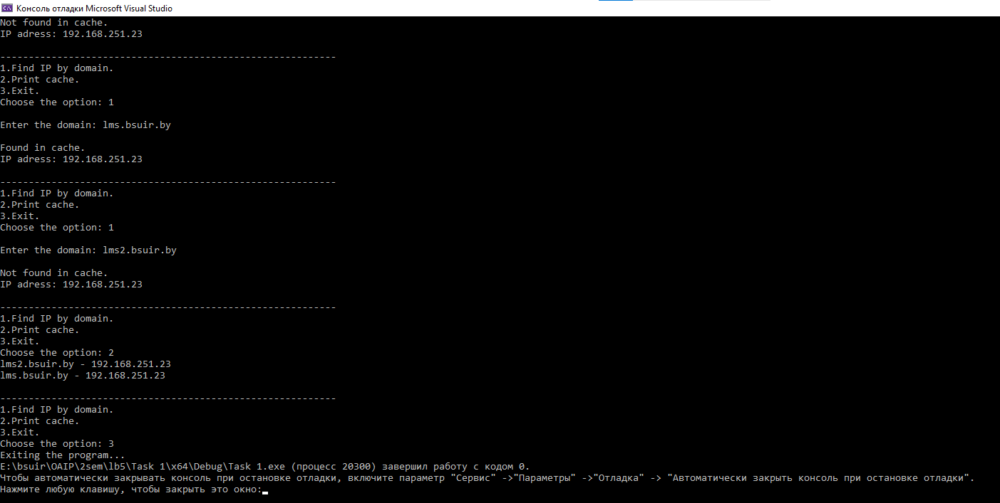 Консоль отладки Microsoft Visual Studio
Not found in cache.
IP adress: 192.168.251.23
-----------------------------------------------------------
1.Find IP by domain.
2.Print cache.
3.Exit.
Choose the option: 1
Enter the domain: lms.bsuir.by
Found in cache.
IP adress: 192.168.251.23
-----------------------------------------------------------
1.Find IP by domain.
2.Print cache.
3.Exit.
Choose the option: 1
Enter the domain: lms2.bsuir.by
Not found in cache.
IP adress: 192.168.251.23
-----------------------------------------------------------
1.Find IP by domain.
2.Print cache.
3.Exit.
Choose the option: 2
lms2.bsuir.by - 192.168.251.23
lms.bsuir.by - 192.168.251.23
-----------------------------------------------------------
1.Find IP by domain.
2.Print cache.
3.Exit.
Choose the option: 3
Exiting the program...
E:\bsuir\OAIP\2sem\lb5\Task 1\x64\Debug\Task 1.exe (процесс 20300) завершил работу с кодом 0.
Чтобы автоматически закрывать консоль при остановке отладки, включите параметр "Сервис" ->"Параметры" ->"Отладка" -> "Автоматически закрыть консоль при остановке отладки".
Нажмите любую клавишу, чтобы закрыть это окно: